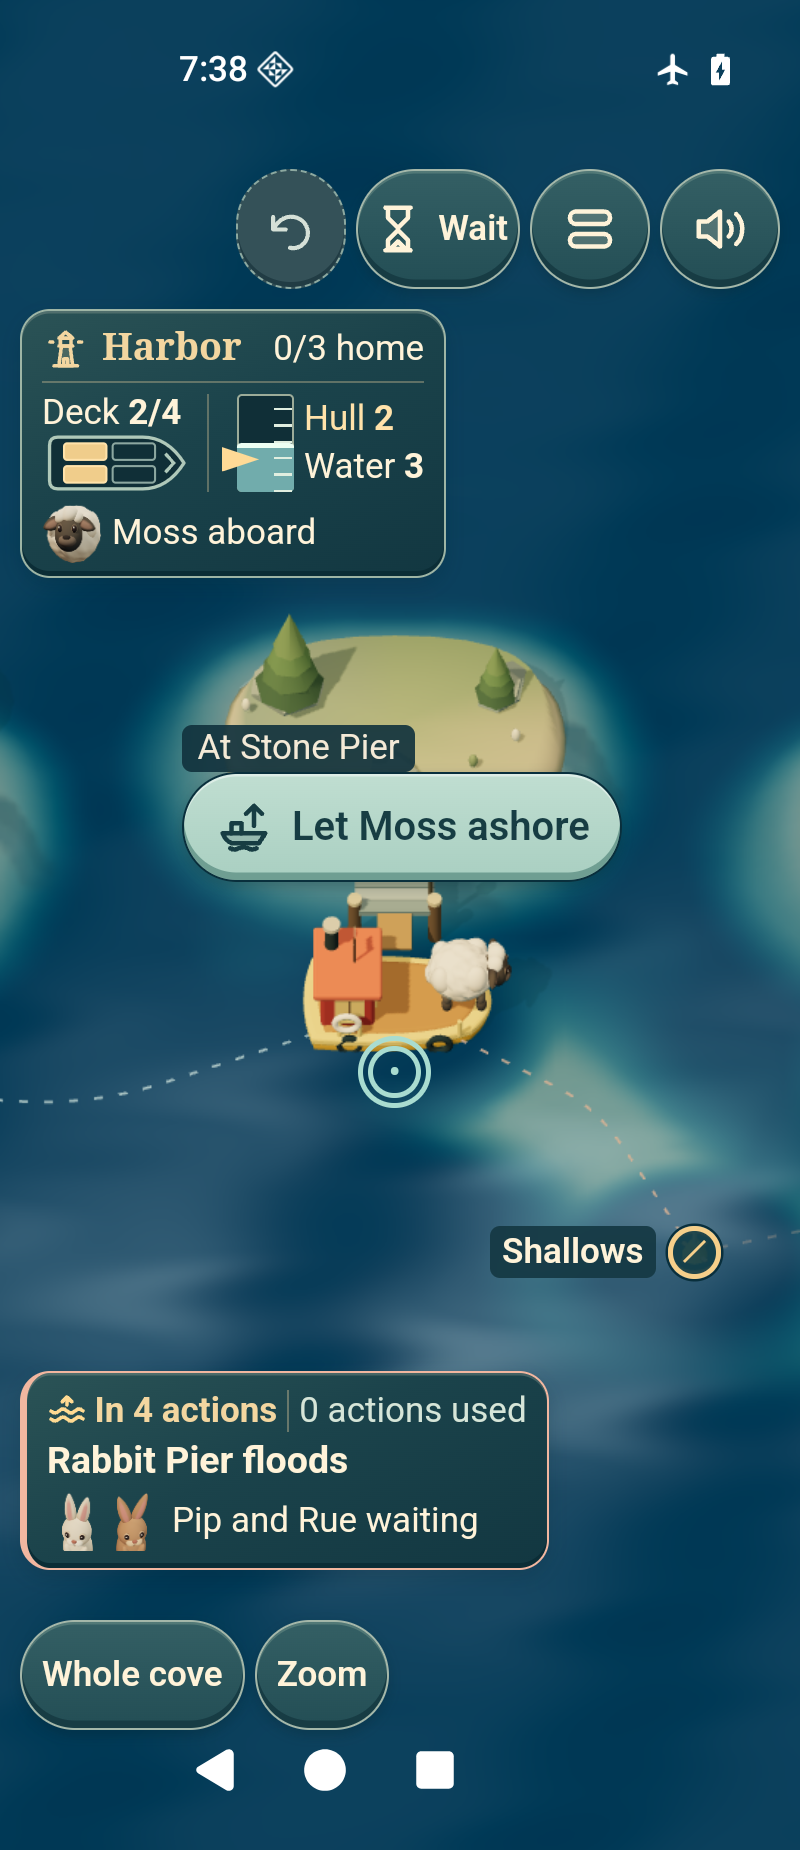 7:38
Wait
Harbor 0/3 home
Deck 2/4
Hull 2
Water 3
Moss aboard
At Stone Pier
Let Moss ashore
Shallows
In 4 actions 0 actions used
Rabbit Pier floods
Pip and Rue waiting
Whole cove Zoom